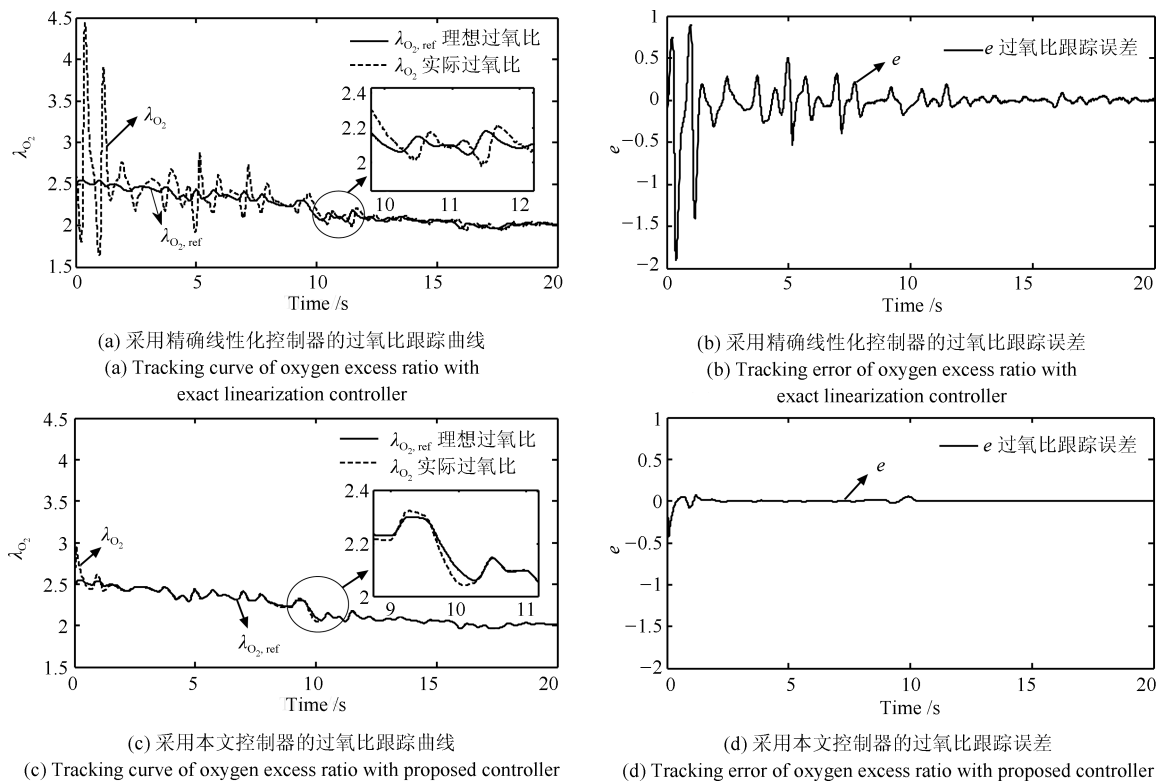 4.5
4
3.5
3
2.5
2
1.5
λO₂
λO₂, ref 理想过氧比
λO₂ 实际过氧比
λO₂
λO₂, ref
2.4
2.2
2
10 11 12
0 5 10 15 20
Time /s
(a) 采用精确线性化控制器的过氧比跟踪曲线
(a) Tracking curve of oxygen excess ratio with
exact linearization controller
1
0.5
0
−0.5
−1
−1.5
−2
e
e 过氧比跟踪误差
e
0 5 10 15 20
Time /s
(b) 采用精确线性化控制器的过氧比跟踪误差
(b) Tracking error of oxygen excess ratio with
exact linearization controller
4.5
4
3.5
3
2.5
2
1.5
λO₂
λO₂, ref 理想过氧比
λO₂ 实际过氧比
λO₂
λO₂, ref
2.4
2.2
2
9 10 11
0 5 10 15 20
Time /s
(c) 采用本文控制器的过氧比跟踪曲线
(c) Tracking curve of oxygen excess ratio with proposed controller
1
0.5
0
−0.5
−1
−1.5
−2
e
e 过氧比跟踪误差
e
0 5 10 15 20
Time /s
(d) 采用本文控制器的过氧比跟踪误差
(d) Tracking error of oxygen excess ratio with proposed controller